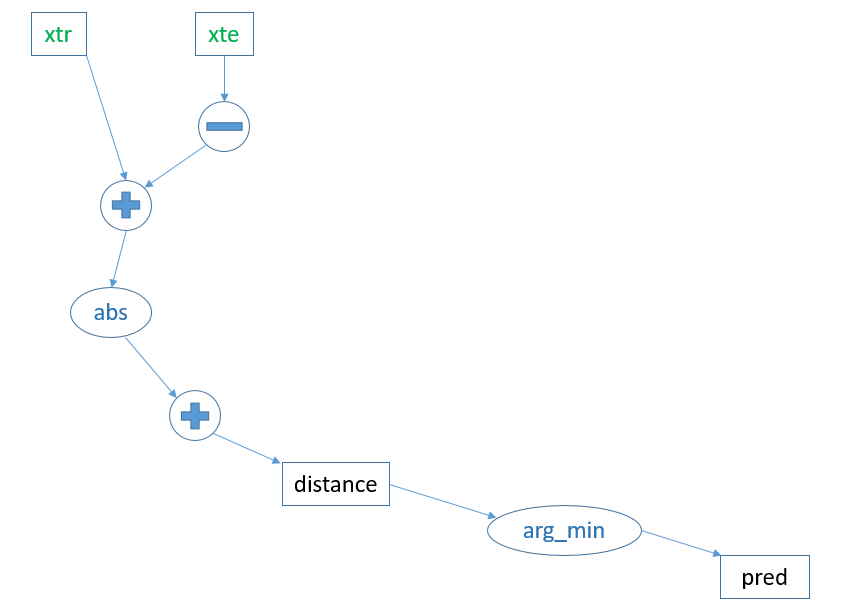 xtr
xte
abs
distance
arg_min
pred